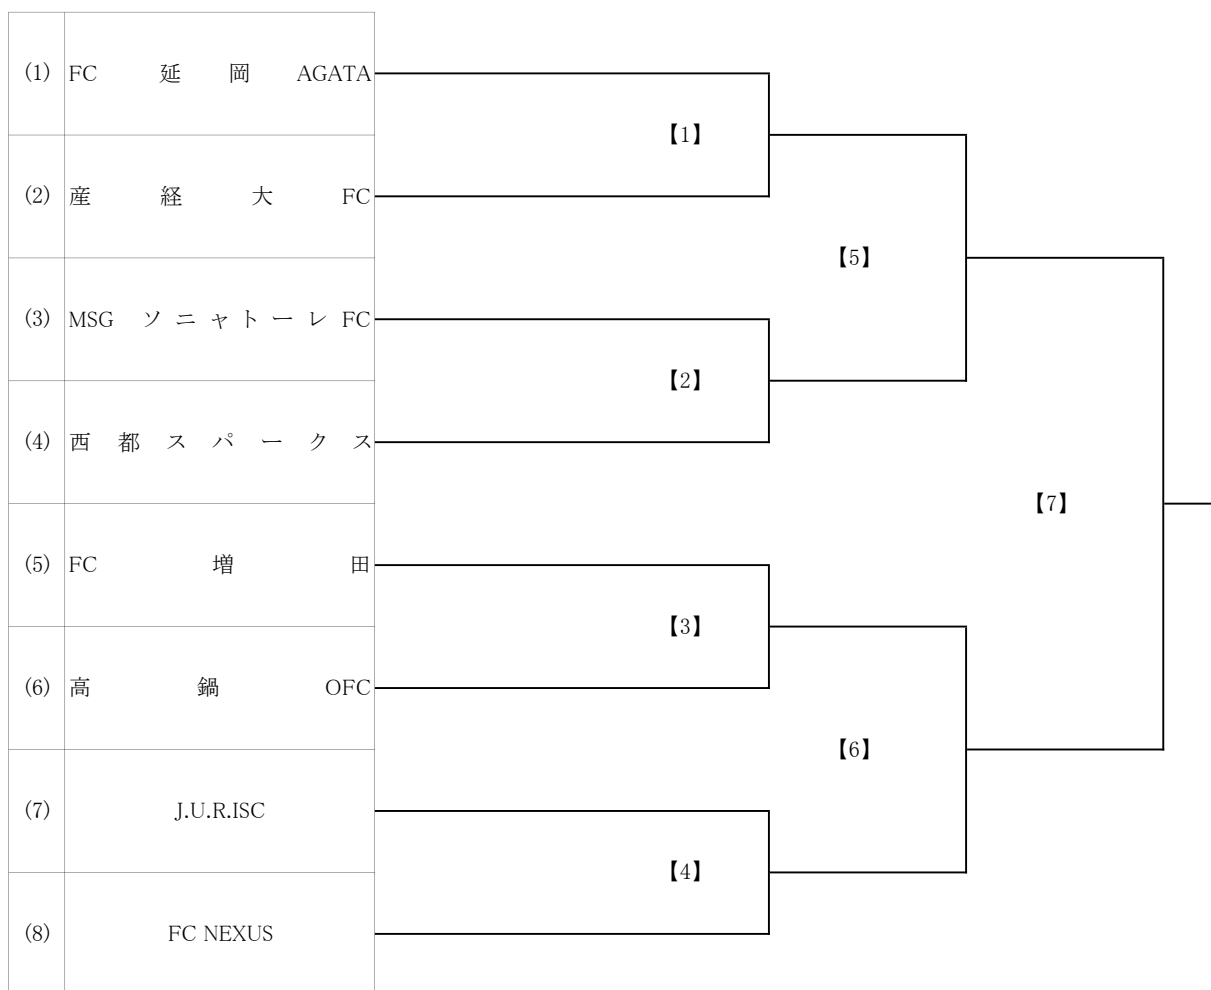 (1) FC 延岡 AGATA
【1】
(2) 産経大 FC
【5】
(3) MSG ソニャトーレ FC
【2】
(4) 西都スパークス
【7】
(5) FC 増田
【3】
(6) 高鍋 OFC
【6】
(7) J.U.R.ISC
【4】
(8) FC NEXUS